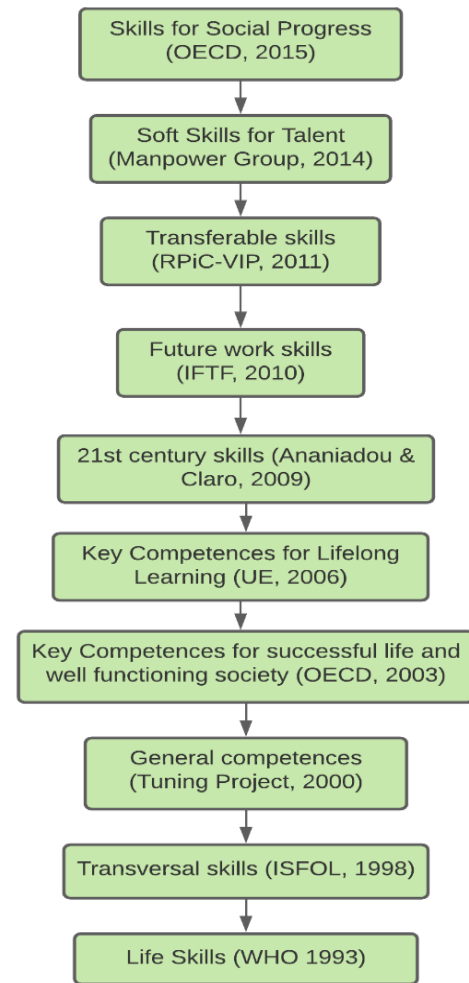 Skills for Social Progress
(OECD, 2015)
Soft Skills for Talent
(Manpower Group, 2014)
Transferable skills
(RPiC-VIP, 2011)
Future work skills
(IFTF, 2010)
21st century skills (Ananiadou &
Claro, 2009)
Key Competences for Lifelong
Learning (UE, 2006)
Key Competences for successful life and
well functioning society (OECD, 2003)
General competences
(Tuning Project, 2000)
Transversal skills (ISFOL, 1998)
Life Skills (WHO 1993)